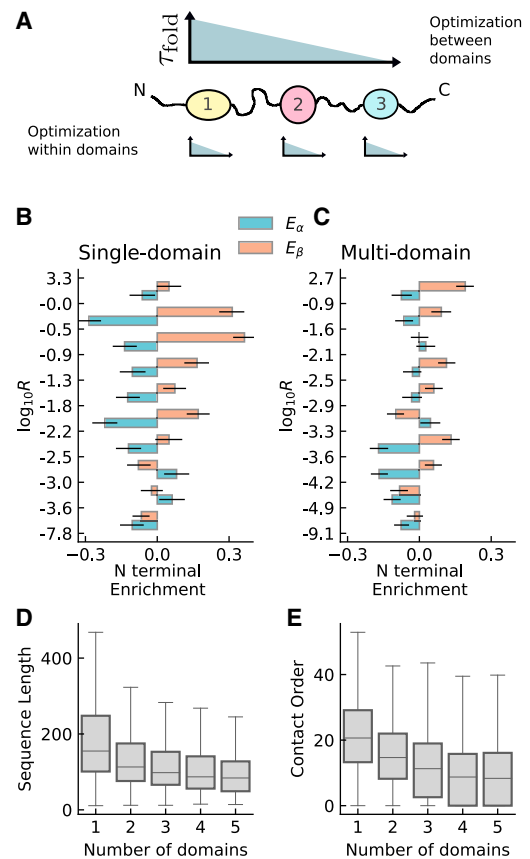 A
τfold
Optimization
between
domains
N
1
2
3
C
Optimization
within domains
B
Eα
Eβ
C
Single-domain
Multi-domain
log10R
3.3
-0.0
-0.5
-0.9
-1.3
-1.8
-2.2
-2.5
-3.0
-3.6
-7.8
−0.3 0.0 0.3
N terminal
Enrichment
log10R
2.7
-0.9
-1.6
-2.1
-2.5
-2.9
-3.3
-3.6
-4.2
-4.9
-9.1
−0.3 0.0 0.3
N terminal
Enrichment
D
Sequence Length
400
200
0
1 2 3 4 5
Number of domains
E
Contact Order
40
20
0
1 2 3 4 5
Number of domains